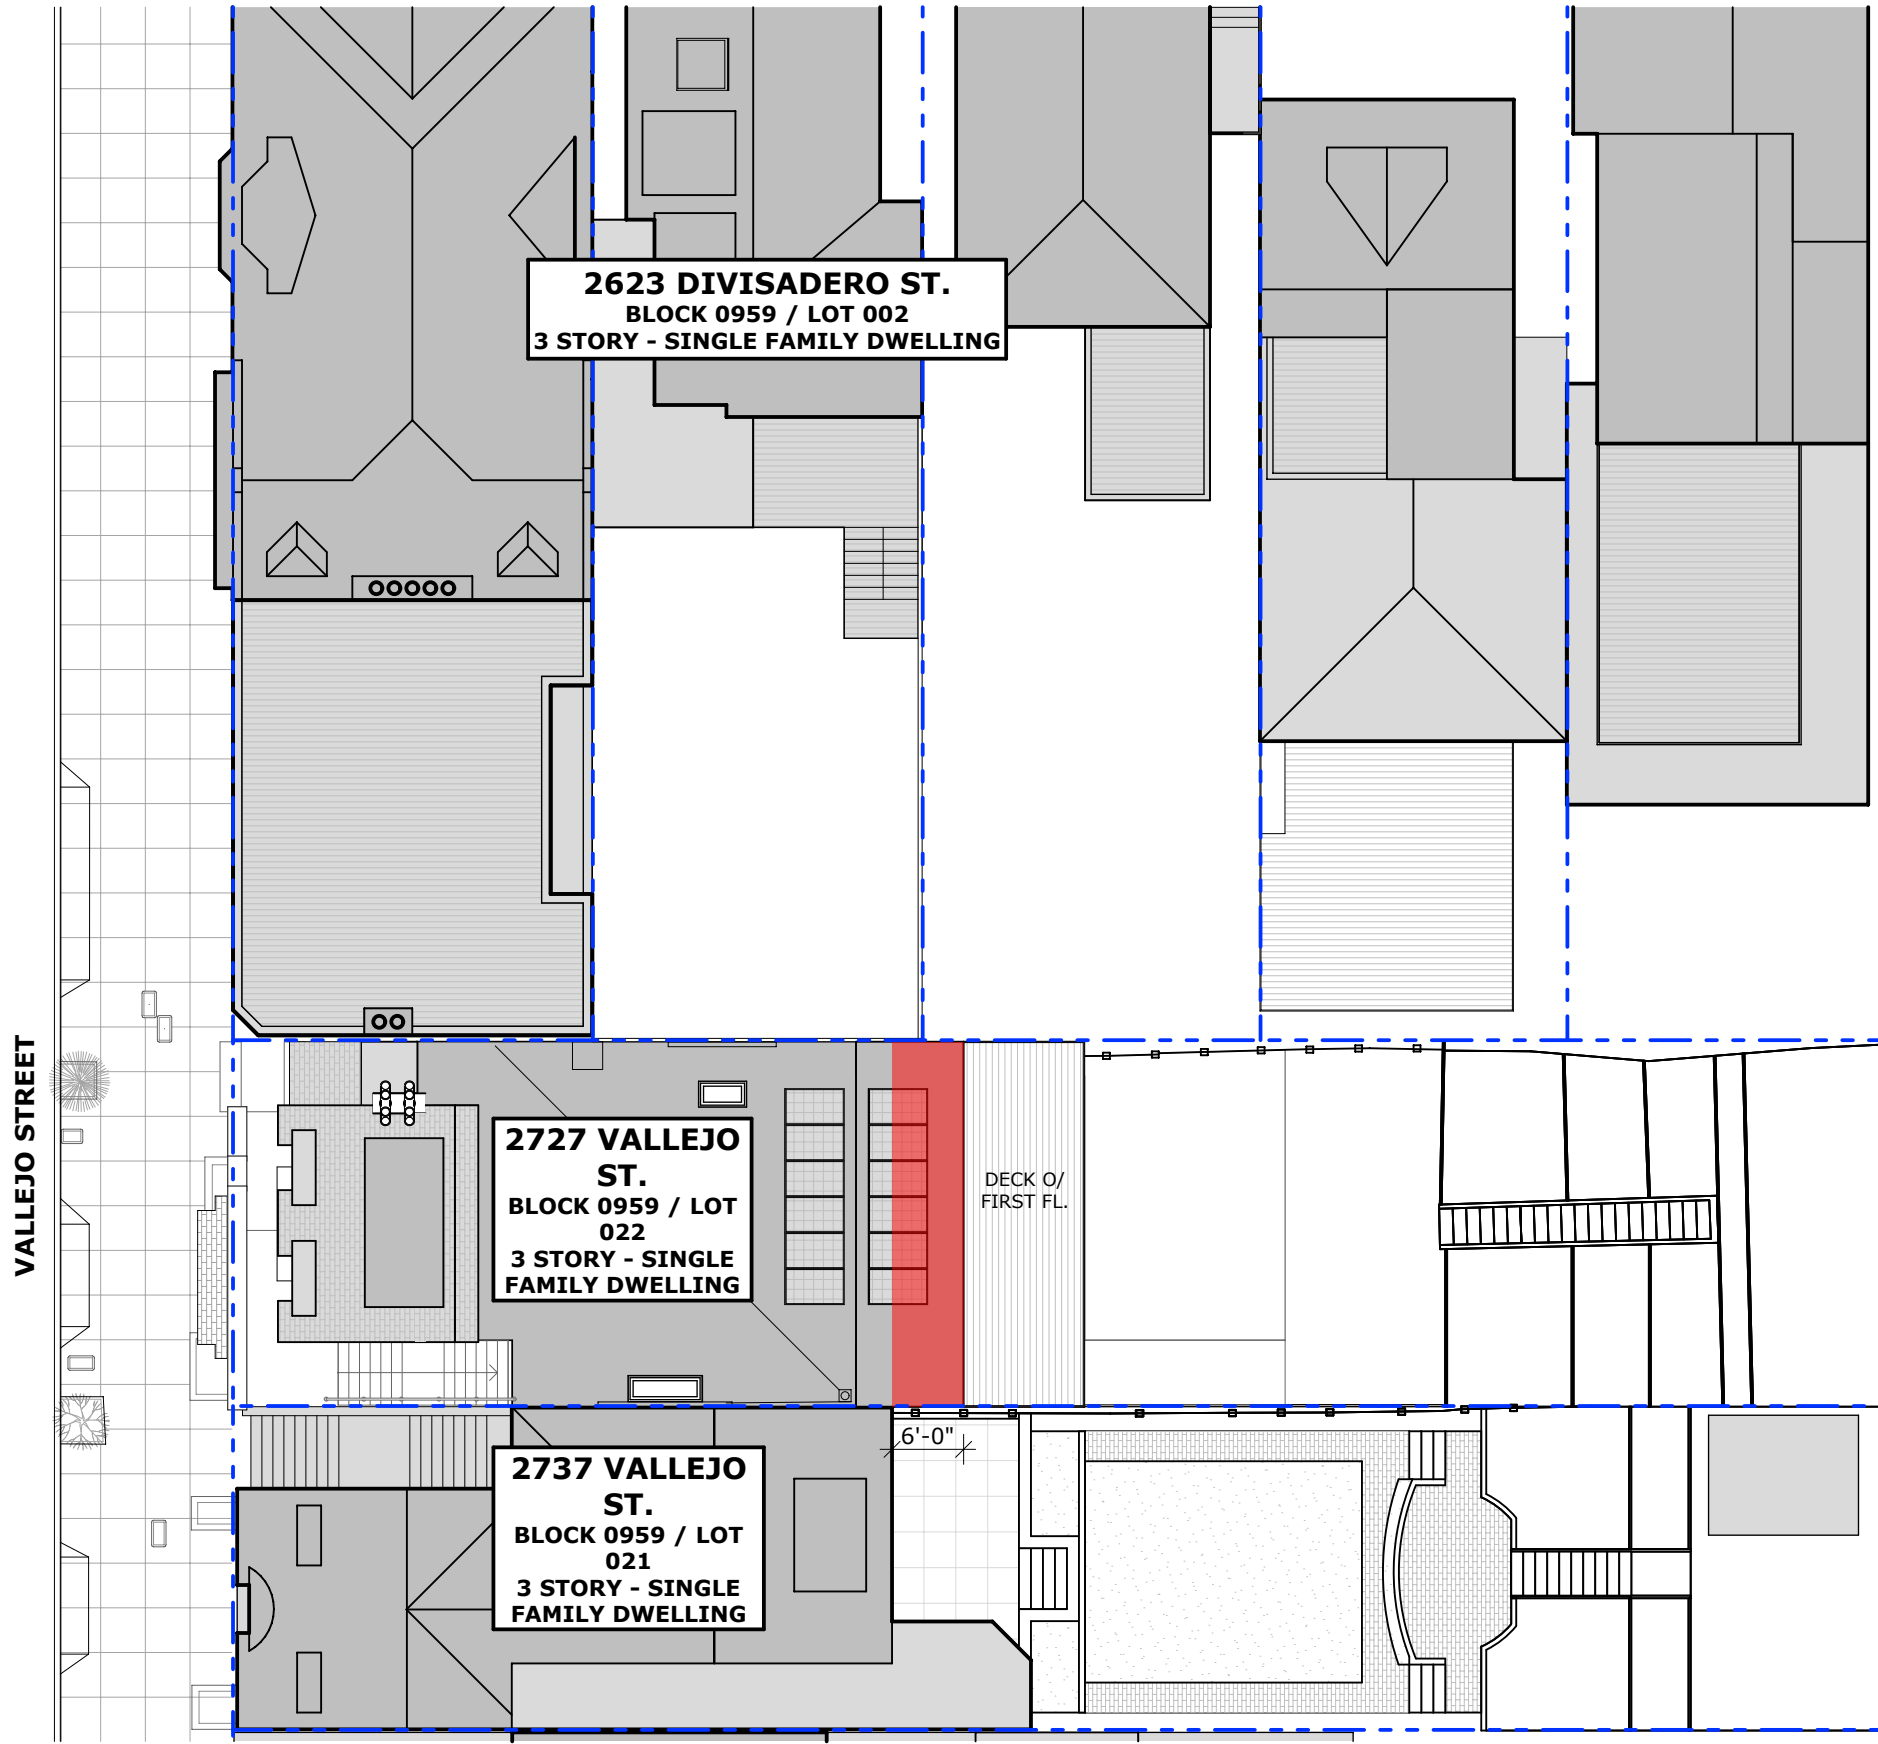 2623 DIVISADERO ST.
BLOCK 0959 / LOT 002
3 STORY - SINGLE FAMILY DWELLING
VALLEJO STREET
2727 VALLEJO
ST.
BLOCK 0959 / LOT
022
3 STORY - SINGLE
FAMILY DWELLING
DECK O/
FIRST FL.
6'-0"
2737 VALLEJO
ST.
BLOCK 0959 / LOT
021
3 STORY - SINGLE
FAMILY DWELLING